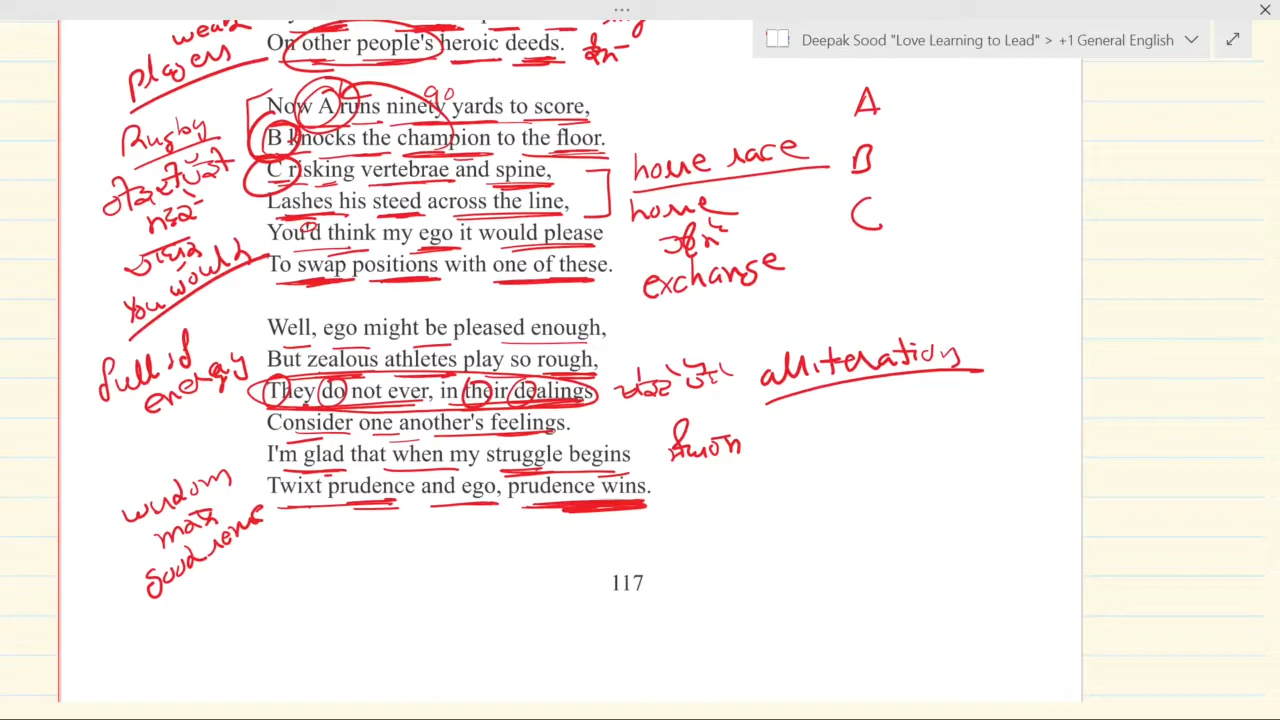 Deepak Sood "Love Learning to Lead" > +1 General English
weak
players
On other people's heroic deeds.
Now A runs ninety yards to score,
90
A
B knocks the champion to the floor.
Rugby
horse race
B
C risking vertebrae and spine,
Lashes his steed across the line,
horse
C
You'd think my ego it would please
You would
To swap positions with one of these.
exchange
Well, ego might be pleased enough,
But zealous athletes play so rough,
full of
energy
alliteration
They do not ever, in their dealings
Consider one another's feelings.
I'm glad that when my struggle begins
Twixt prudence and ego, prudence wins.
wisdom
good sense
117